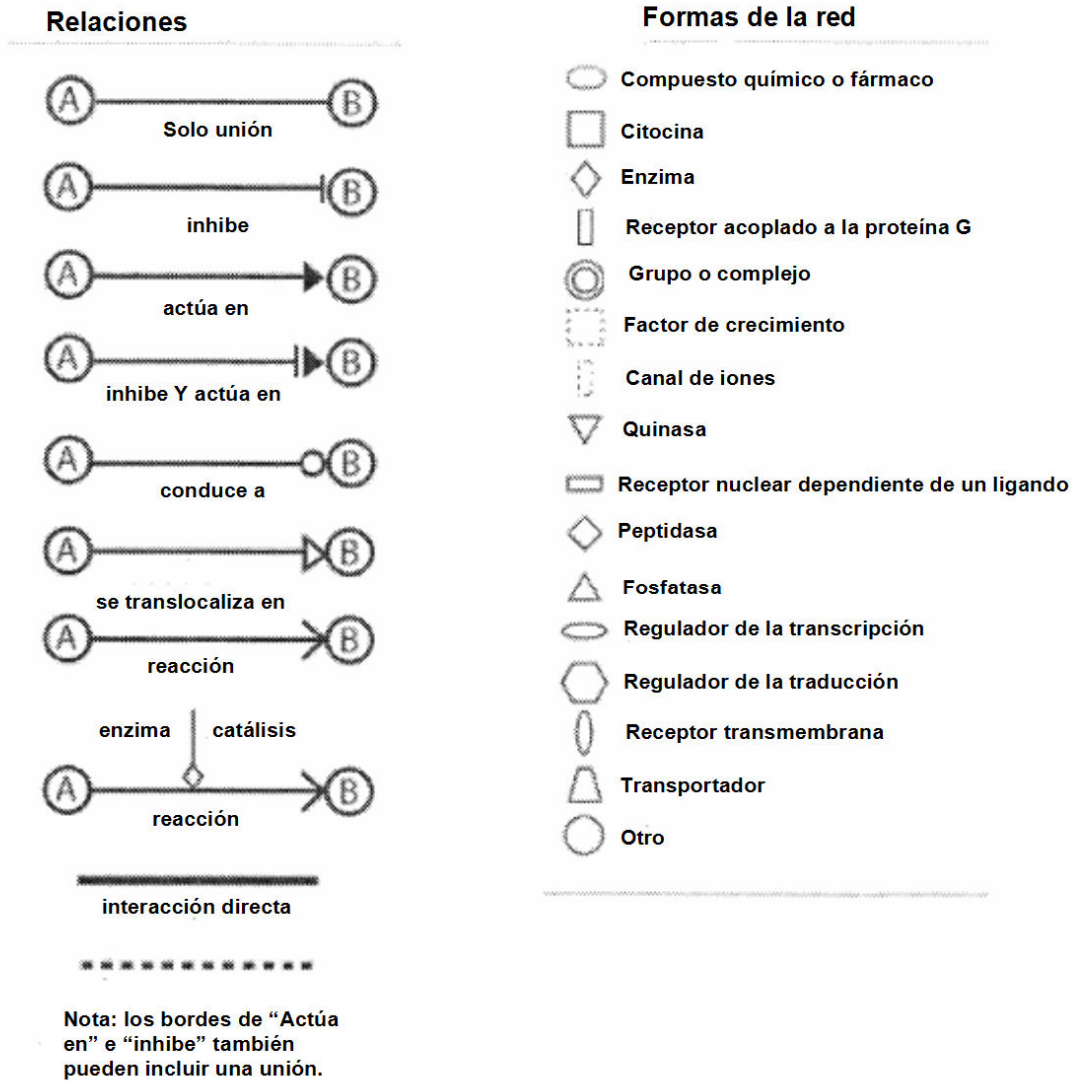 Relaciones
A B
Solo unión
A B
inhibe
A B
actúa en
A B
inhibe Y actúa en
A B
conduce a
A B
se translocaliza en
A B
reacción
enzima catálisis
A B
reacción
interacción directa
Nota: los bordes de “Actúa
en” e “inhibe” también
pueden incluir una unión.
Formas de la red
Compuesto químico o fármaco
Citocina
Enzima
Receptor acoplado a la proteína G
Grupo o complejo
Factor de crecimiento
Canal de iones
Quinasa
Receptor nuclear dependiente de un ligando
Peptidasa
Fosfatasa
Regulador de la transcripción
Regulador de la traducción
Receptor transmembrana
Transportador
Otro